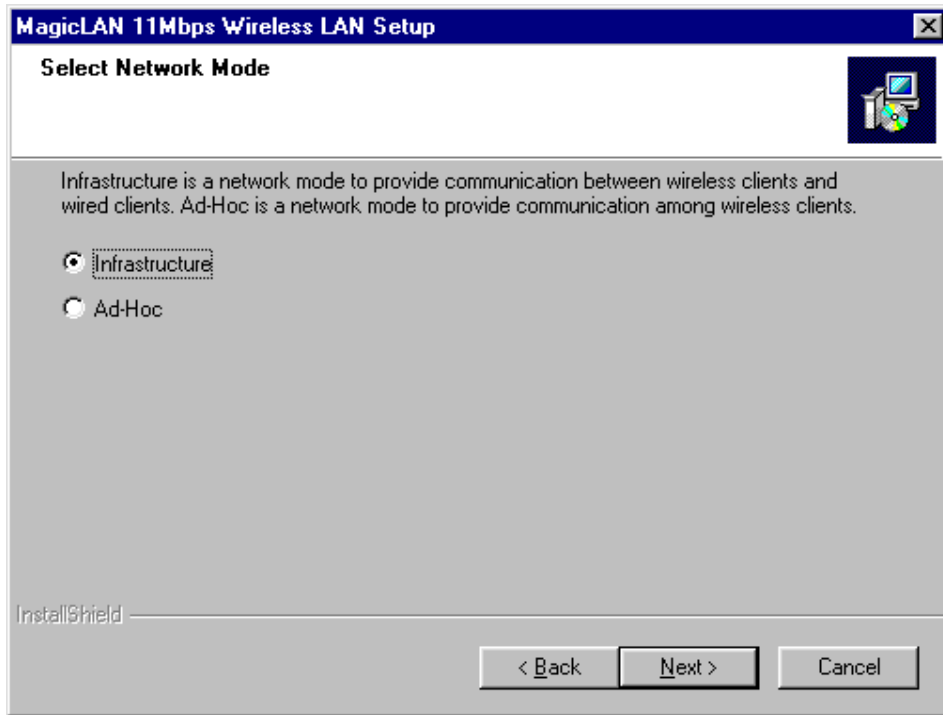 MagicLAN 11Mbps Wireless LAN Setup
Select Network Mode
Infrastructure is a network mode to provide communication between wireless clients and
wired clients. Ad-Hoc is a network mode to provide communication among wireless clients.
Infrastructure
Ad-Hoc
InstallShield
< Back
Next >
Cancel